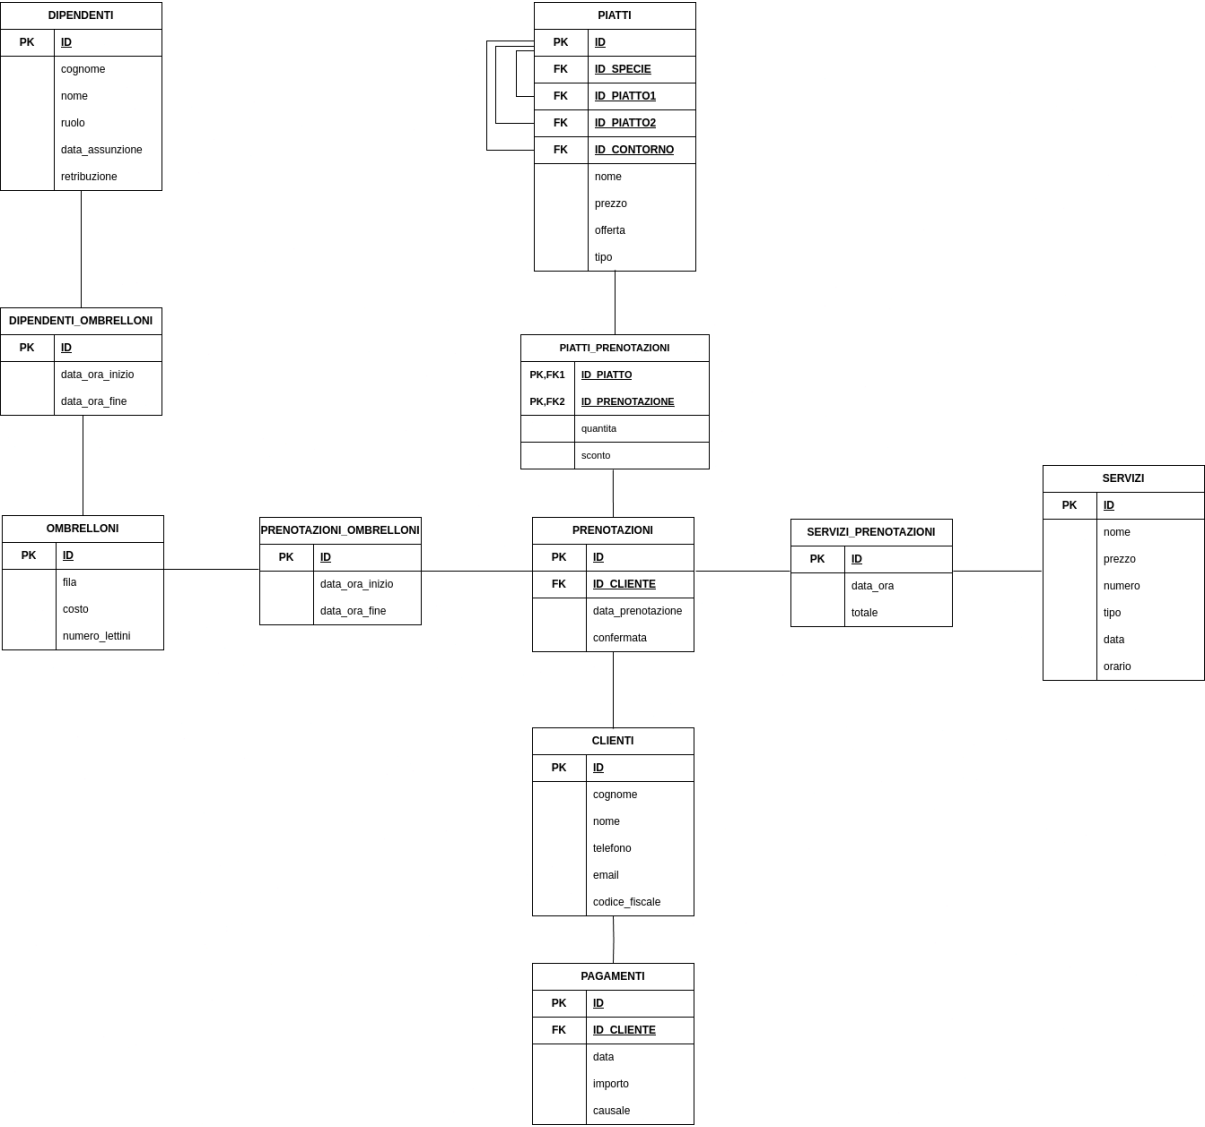 DIPENDENTI
PK ID
cognome
nome
ruolo
data_assunzione
retribuzione
PIATTI
PK ID
FK ID_SPECIE
FK ID_PIATTO1
FK ID_PIATTO2
FK ID_CONTORNO
nome
prezzo
offerta
tipo
DIPENDENTI_OMBRELLONI
PK ID
data_ora_inizio
data_ora_fine
PIATTI_PRENOTAZIONI
PK,FK1 ID_PIATTO
PK,FK2 ID_PRENOTAZIONE
quantita
sconto
OMBRELLONI
PK ID
fila
costo
numero_lettini
PRENOTAZIONI_OMBRELLONI
PK ID
data_ora_inizio
data_ora_fine
PRENOTAZIONI
PK ID
FK ID_CLIENTE
data_prenotazione
confermata
SERVIZI_PRENOTAZIONI
PK ID
data_ora
totale
SERVIZI
PK ID
nome
prezzo
numero
tipo
data
orario
CLIENTI
PK ID
cognome
nome
telefono
email
codice_fiscale
PAGAMENTI
PK ID
FK ID_CLIENTE
data
importo
causale